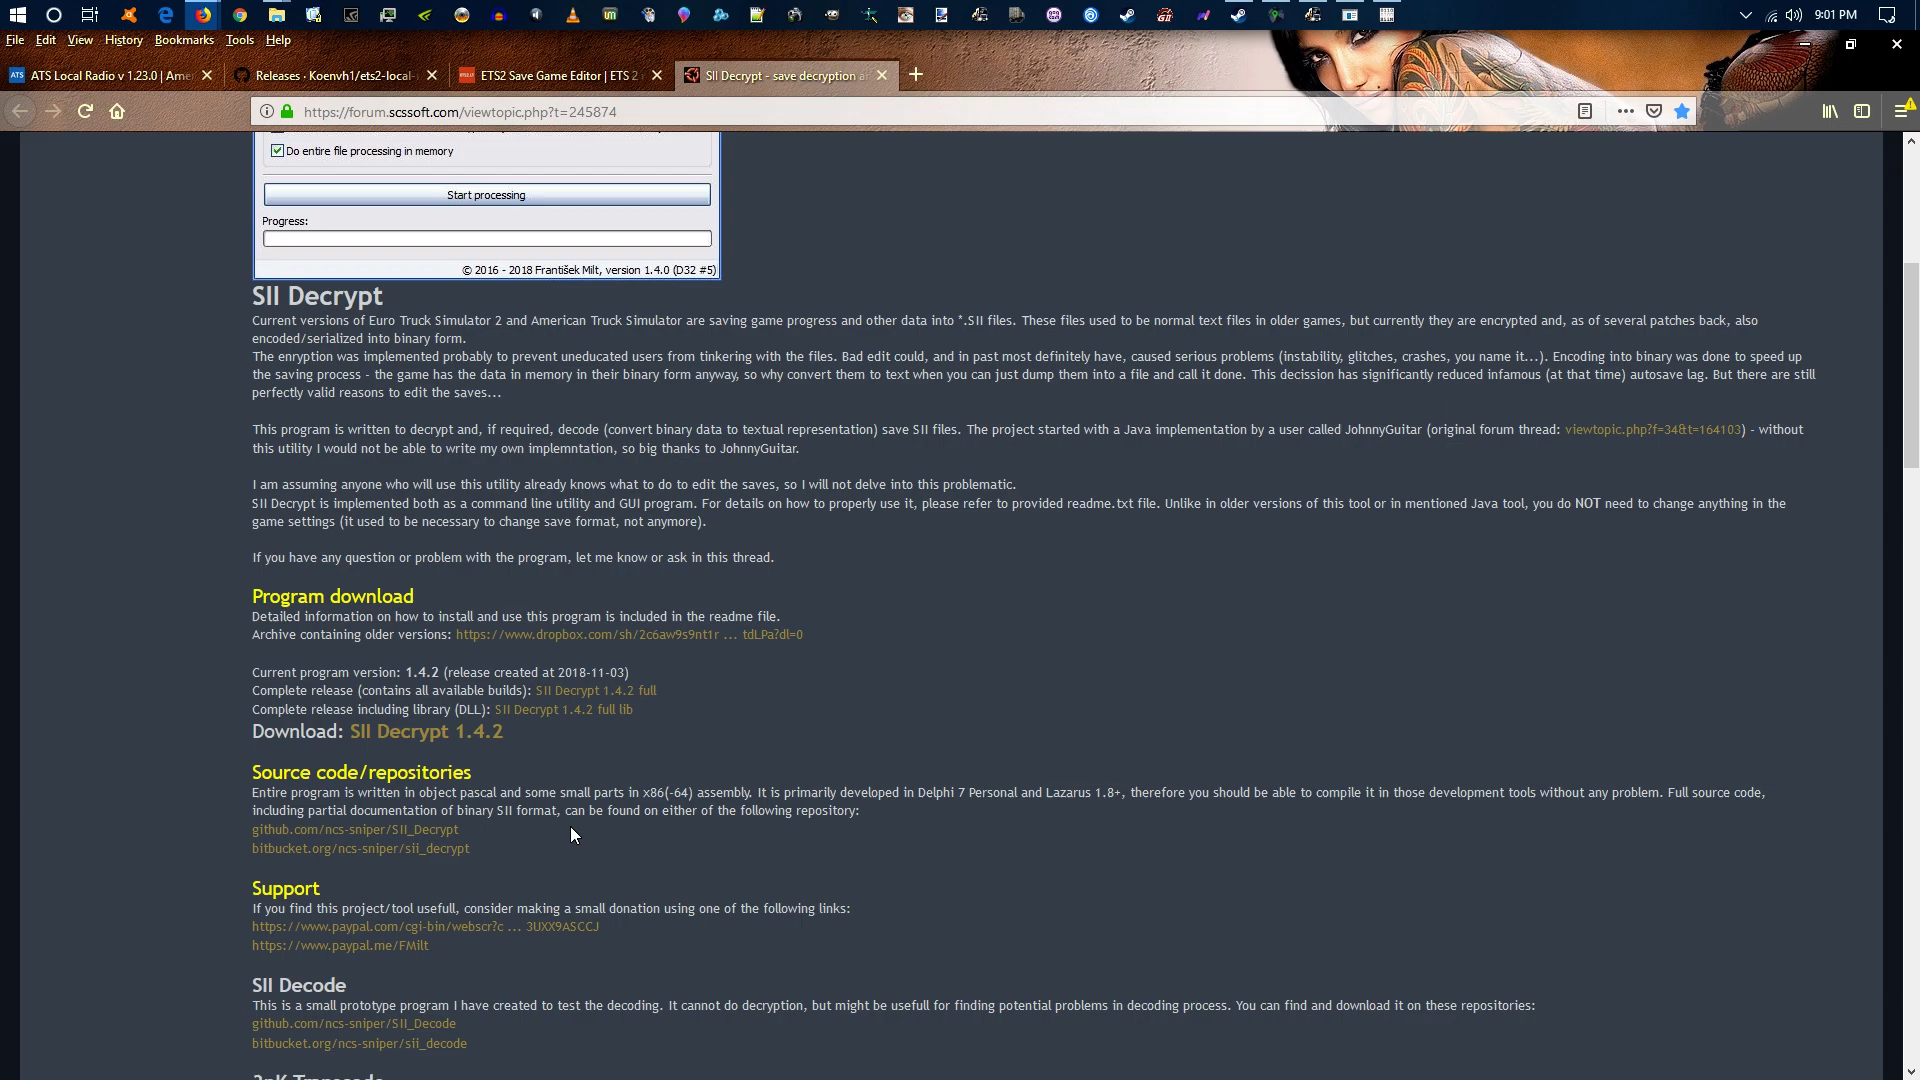 9:01 PM
File Edit View History Bookmarks Tools Help
ATS ATS Local Radio v 1.23.0 | Ame
Releases · Koenvh1/ets2-local-
ETS2 Save Game Editor | ETS 2
SII Decrypt - save decryption a
https://forum.scssoft.com/viewtopic.php?t=245874
Do entire file processing in memory
Start processing
Progress:
© 2016 - 2018 František Milt, version 1.4.0 (D32 #5)
SII Decrypt
Current versions of Euro Truck Simulator 2 and American Truck Simulator are saving game progress and other data into *.SII files. These files used to be normal text files in older games, but currently they are encrypted and, as of several patches back, also
encoded/serialized into binary form.
The enryption was implemented probably to prevent uneducated users from tinkering with the files. Bad edit could, and in past most definitely have, caused serious problems (instability, glitches, crashes, you name it...). Encoding into binary was done to speed up
the saving process - the game has the data in memory in their binary form anyway, so why convert them to text when you can just dump them into a file and call it done. This decission has significantly reduced infamous (at that time) autosave lag. But there are still
perfectly valid reasons to edit the saves...
This program is written to decrypt and, if required, decode (convert binary data to textual representation) save SII files. The project started with a Java implementation by a user called JohnnyGuitar (original forum thread: viewtopic.php?f=34&t=164103) - without
this utility I would not be able to write my own implemntation, so big thanks to JohnnyGuitar.
I am assuming anyone who will use this utility already knows what to do to edit the saves, so I will not delve into this problematic.
SII Decrypt is implemented both as a command line utility and GUI program. For details on how to properly use it, please refer to provided readme.txt file. Unlike in older versions of this tool or in mentioned Java tool, you do NOT need to change anything in the
game settings (it used to be necessary to change save format, not anymore).
If you have any question or problem with the program, let me know or ask in this thread.
Program download
Detailed information on how to install and use this program is included in the readme file.
Archive containing older versions: https://www.dropbox.com/sh/2c6aw9s9nt1r ... tdLPa?dl=0
Current program version: 1.4.2 (release created at 2018-11-03)
Complete release (contains all available builds): SII Decrypt 1.4.2 full
Complete release including library (DLL): SII Decrypt 1.4.2 full lib
Download: SII Decrypt 1.4.2
Source code/repositories
Entire program is written in object pascal and some small parts in x86(-64) assembly. It is primarily developed in Delphi 7 Personal and Lazarus 1.8+, therefore you should be able to compile it in those development tools without any problem. Full source code,
including partial documentation of binary SII format, can be found on either of the following repository:
github.com/ncs-sniper/SII_Decrypt
bitbucket.org/ncs-sniper/sii_decrypt
Support
If you find this project/tool usefull, consider making a small donation using one of the following links:
https://www.paypal.com/cgi-bin/webscr?c ... 3UXX9ASCCJ
https://www.paypal.me/FMilt
SII Decode
This is a small prototype program I have created to test the decoding. It cannot do decryption, but might be usefull for finding potential problems in decoding process. You can find and download it on these repositories:
github.com/ncs-sniper/SII_Decode
bitbucket.org/ncs-sniper/sii_decode